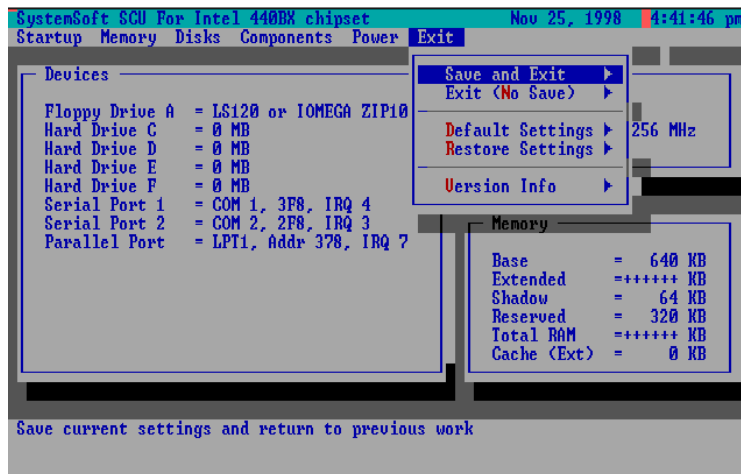 SystemSoft SCU For Intel 440BX chipset Nov 25, 1998 4:41:46 pm
Startup Memory Disks Components Power Exit
Devices
Floppy Drive A = LS120 or IOMEGA ZIP10
Hard Drive C = 0 MB
Hard Drive D = 0 MB
Hard Drive E = 0 MB
Hard Drive F = 0 MB
Serial Port 1 = COM 1, 3F8, IRQ 4
Serial Port 2 = COM 2, 2F8, IRQ 3
Parallel Port = LPT1, Addr 378, IRQ 7
Save and Exit
Exit (No Save)
Default Settings
Restore Settings
Version Info
256 MHz
Memory
Base = 640 KB
Extended =++++++ KB
Shadow = 64 KB
Reserved = 320 KB
Total RAM =++++++ KB
Cache (Ext) = 0 KB
Save current settings and return to previous work